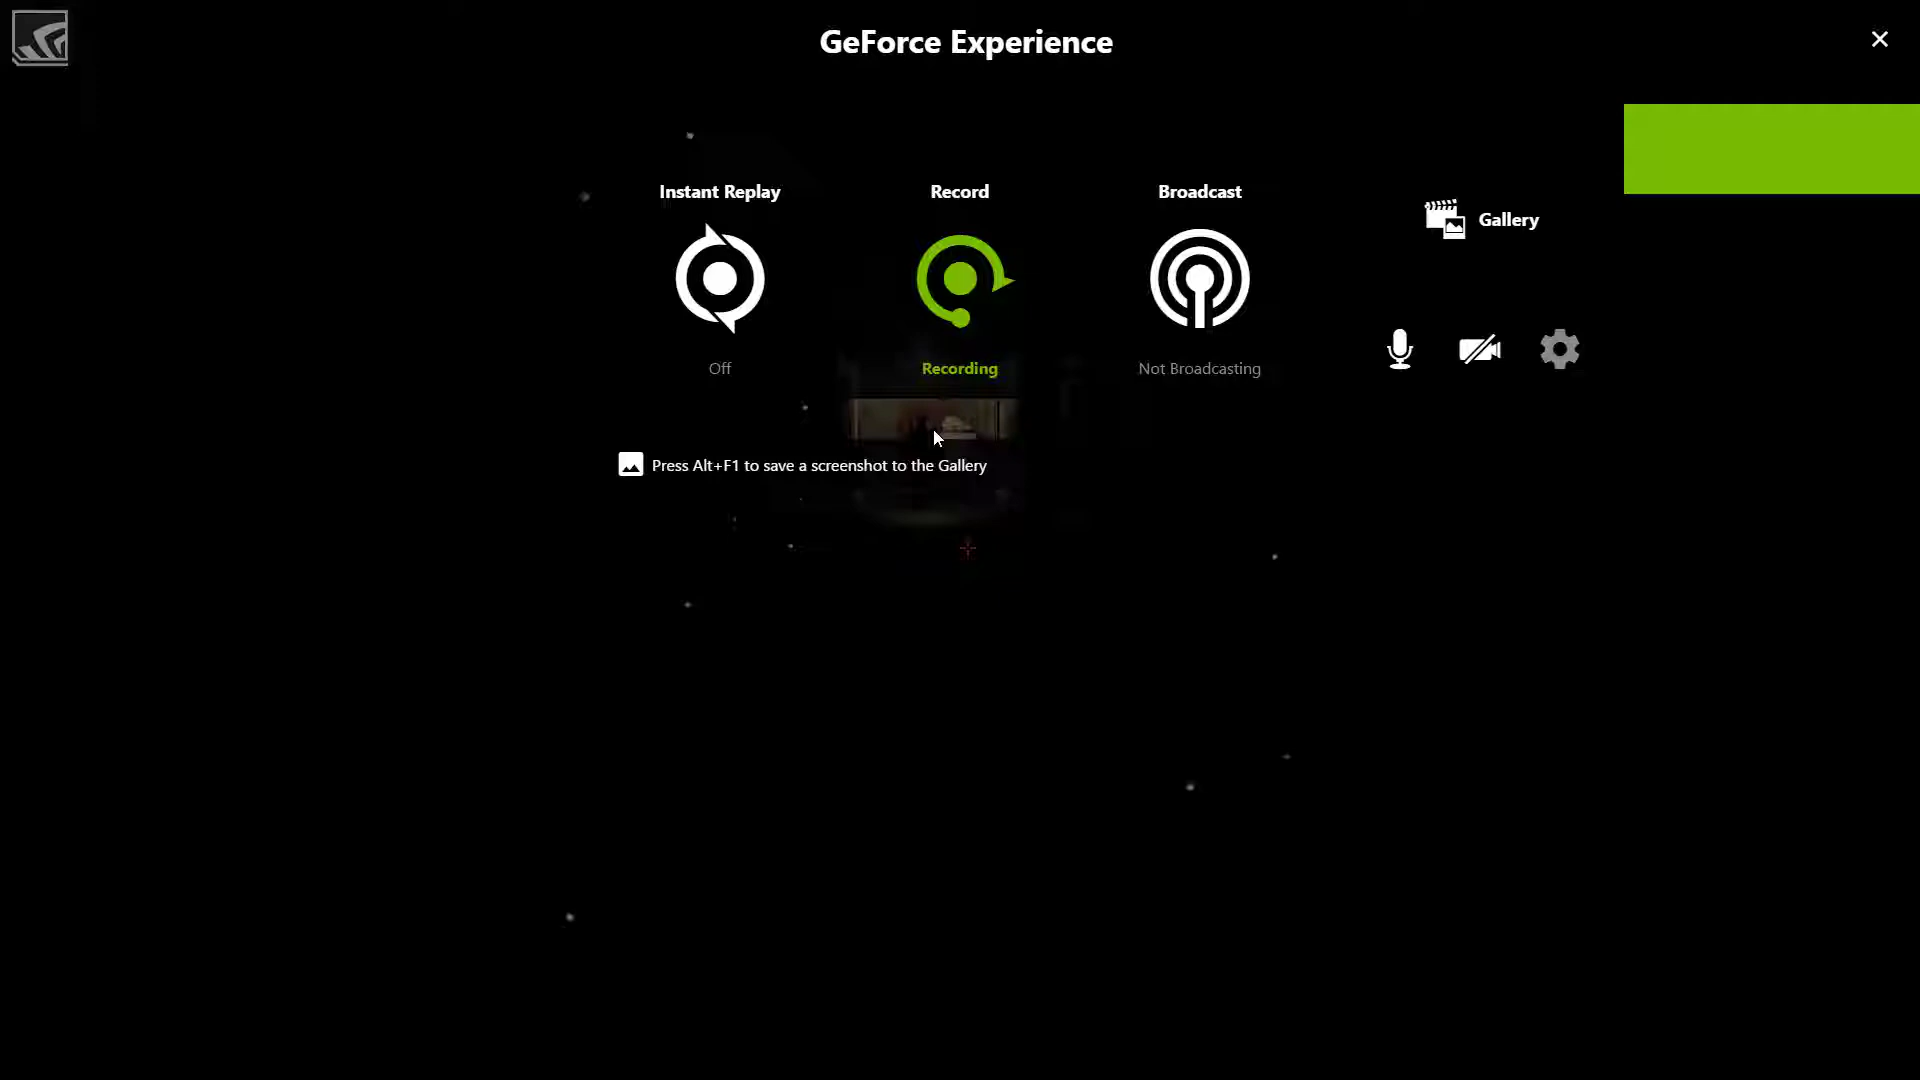 GeForce Experience
Instant Replay
Record
Broadcast
Gallery
Off
Recording
Not Broadcasting
Press Alt+F1 to save a screenshot to the Gallery